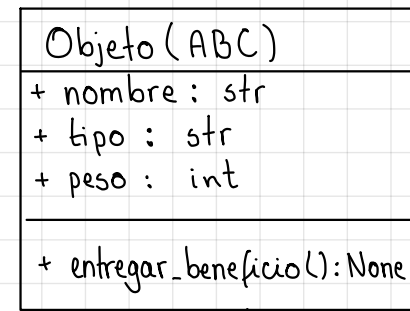 Objeto (ABC)
+ nombre : str
+ tipo : str
+ peso : int
+ entregar_beneficio(): None